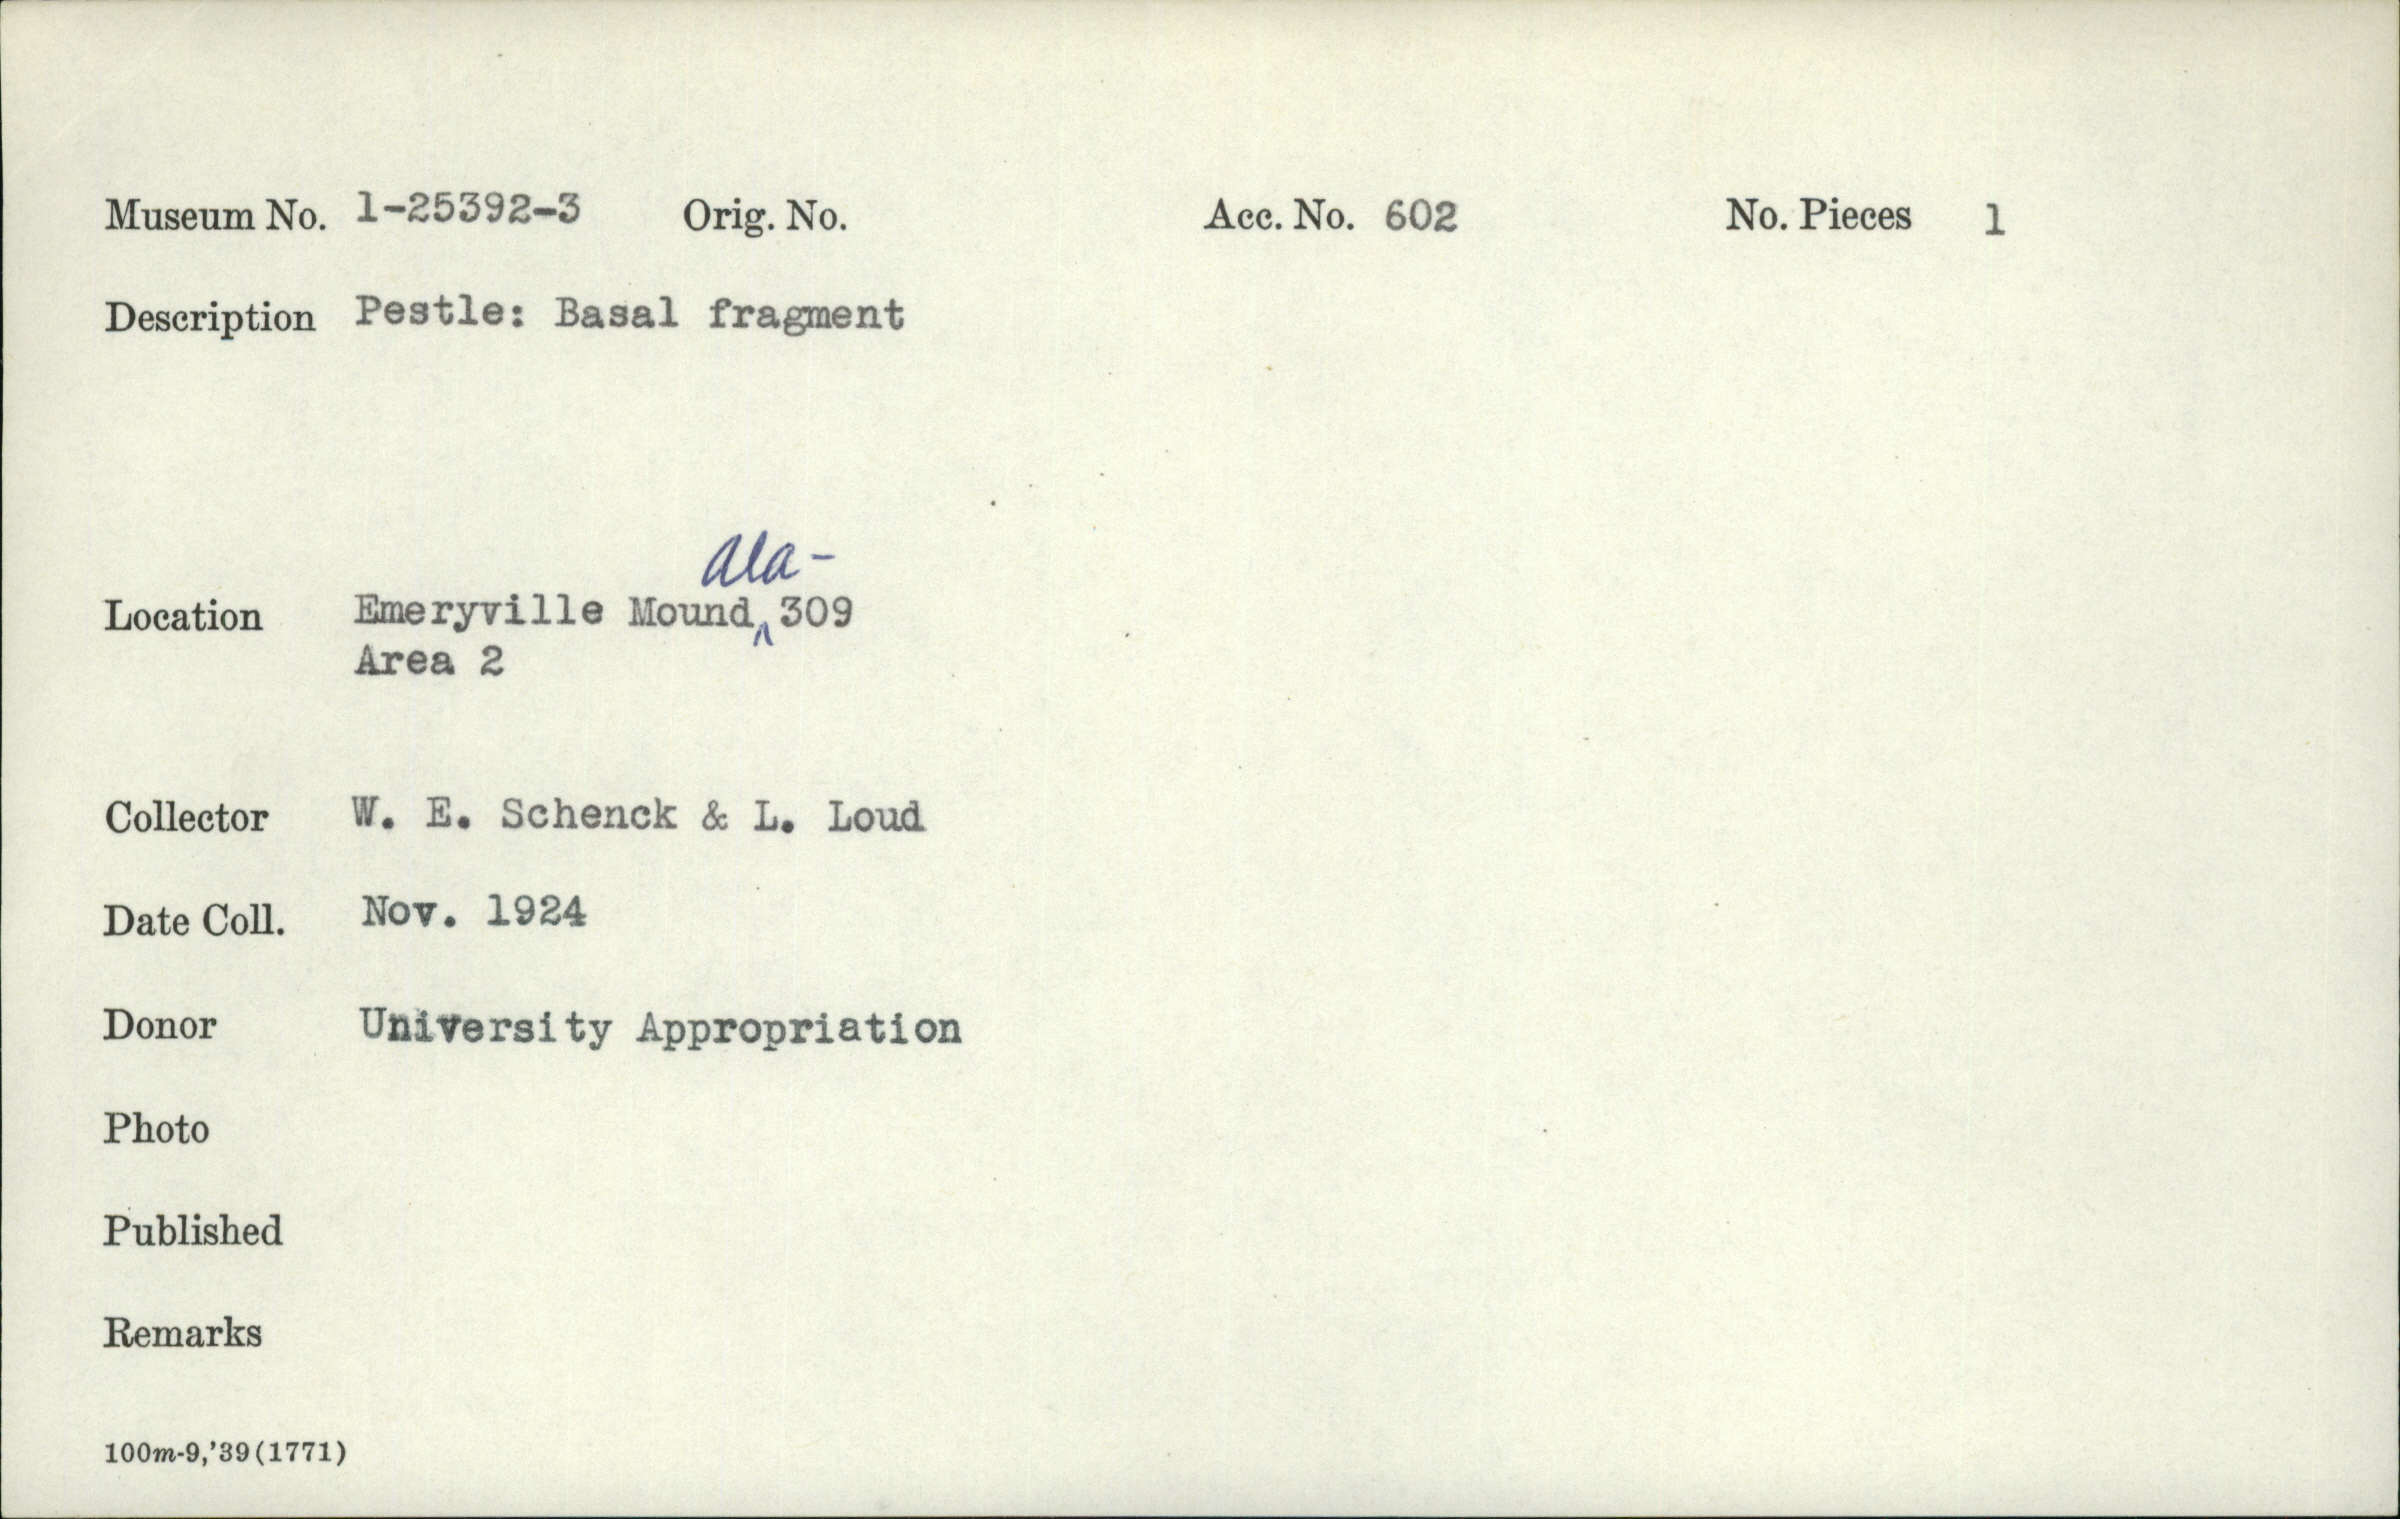 Museum No. 1-25392-3 Orig. No. Acc. No. 602 No. Pieces 1
Description Pestle: Basal fragment
Ala-
Location Emeryville Mound ^ 309
Area 2
Collector W. E. Schenck & L. Loud
Date Coll. Nov. 1924
Donor University Appropriation
Photo
Published
Remarks
100m-9,'39(1771)